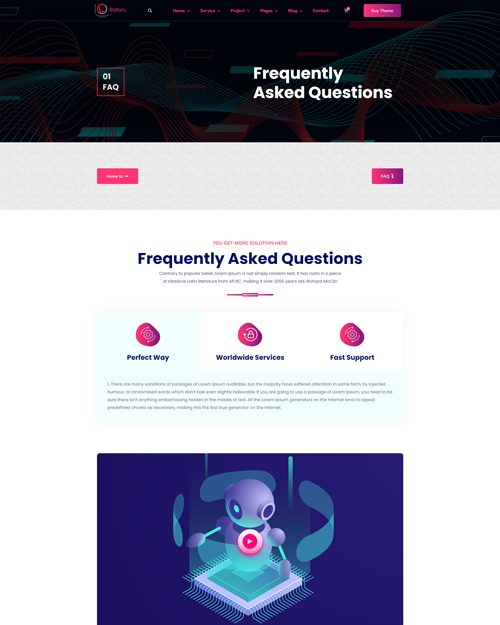 Rafon.
Home
Service
Project
Pages
Blog
Contact
Buy Theme
01
FAQ
Frequently
Asked Questions
Home to
FAQ
YOU GET MORE SOLUTION HERE
Frequently Asked Questions
Contrary to popular belief, lorem Ipsum is not simply random text. It has roots in a piece
of classical Latin literature from 45 BC, making it over 2000 years old. Richard McClin
Perfect Way
Worldwide Services
Fast Support
1. There are many variations of passages of Lorem Ipsum available, but the majority have suffered alteration in some form, by injected
humour, or randomised words which don't look even slightly believable. If you are going to use a passage of Lorem Ipsum, you need to be
sure there isn't anything embarrassing hidden in the middle of text. All the Lorem Ipsum generators on the Internet tend to repeat
predefined chunks as necessary, making this the first true generator on the Internet.